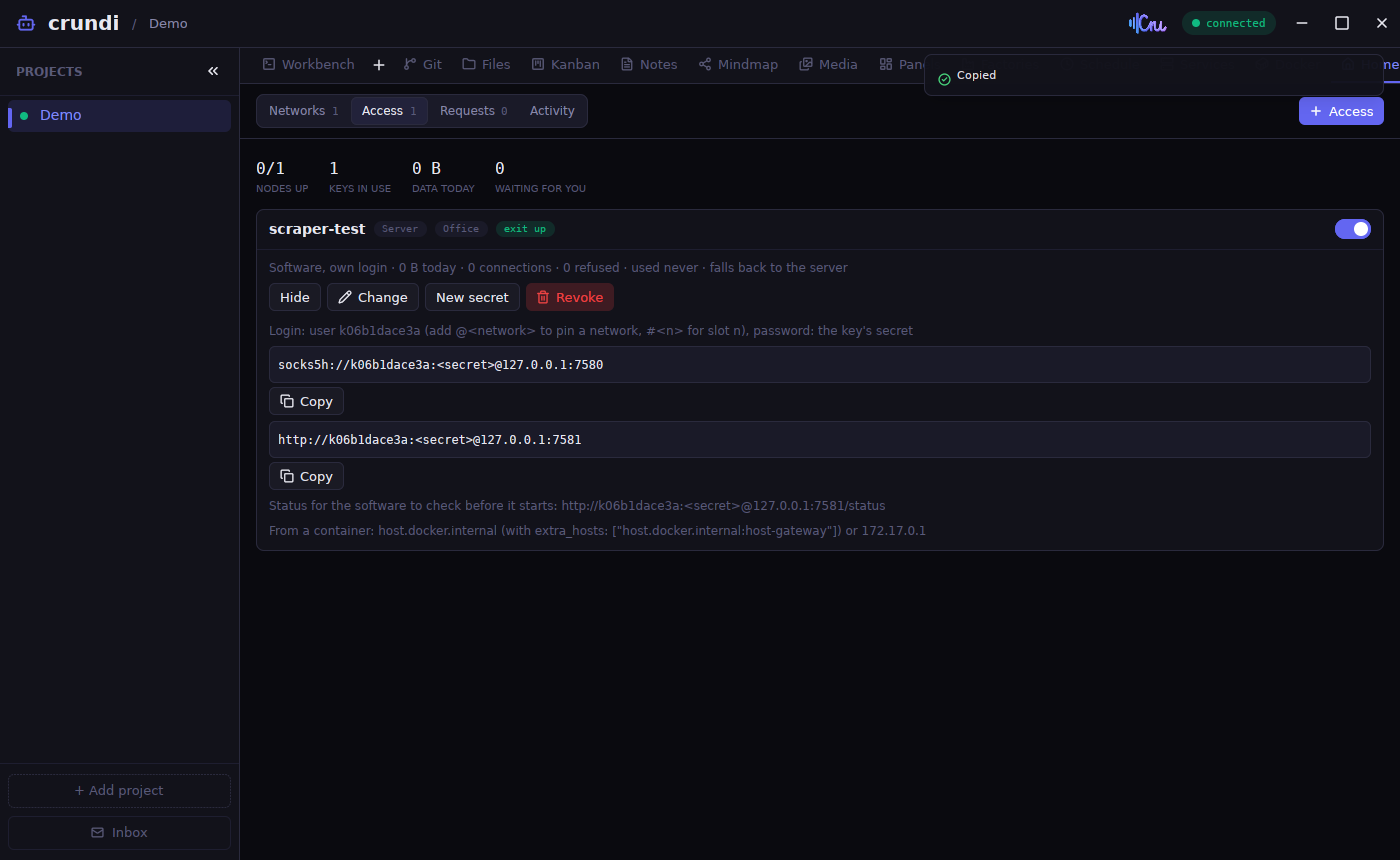 crundi / Demo
Cru
connected
PROJECTS
Workbench + Git Files Kanban Notes Mindmap Media
Copied
Demo
Networks 1 Access 1 Requests 0 Activity
+ Access
0/1 1 0 B 0
NODES UP KEYS IN USE DATA TODAY WAITING FOR YOU
scraper-test Server Office exit up
Software, own login · 0 B today · 0 connections · 0 refused · used never · falls back to the server
Hide Change New secret Revoke
Login: user k06b1dace3a (add @<network> to pin a network, #<n> for slot n), password: the key's secret
socks5h://k06b1dace3a:<secret>@127.0.0.1:7580
Copy
http://k06b1dace3a:<secret>@127.0.0.1:7581
Copy
Status for the software to check before it starts: http://k06b1dace3a:<secret>@127.0.0.1:7581/status
From a container: host.docker.internal (with extra_hosts: ["host.docker.internal:host-gateway"]) or 172.17.0.1
+ Add project
Inbox